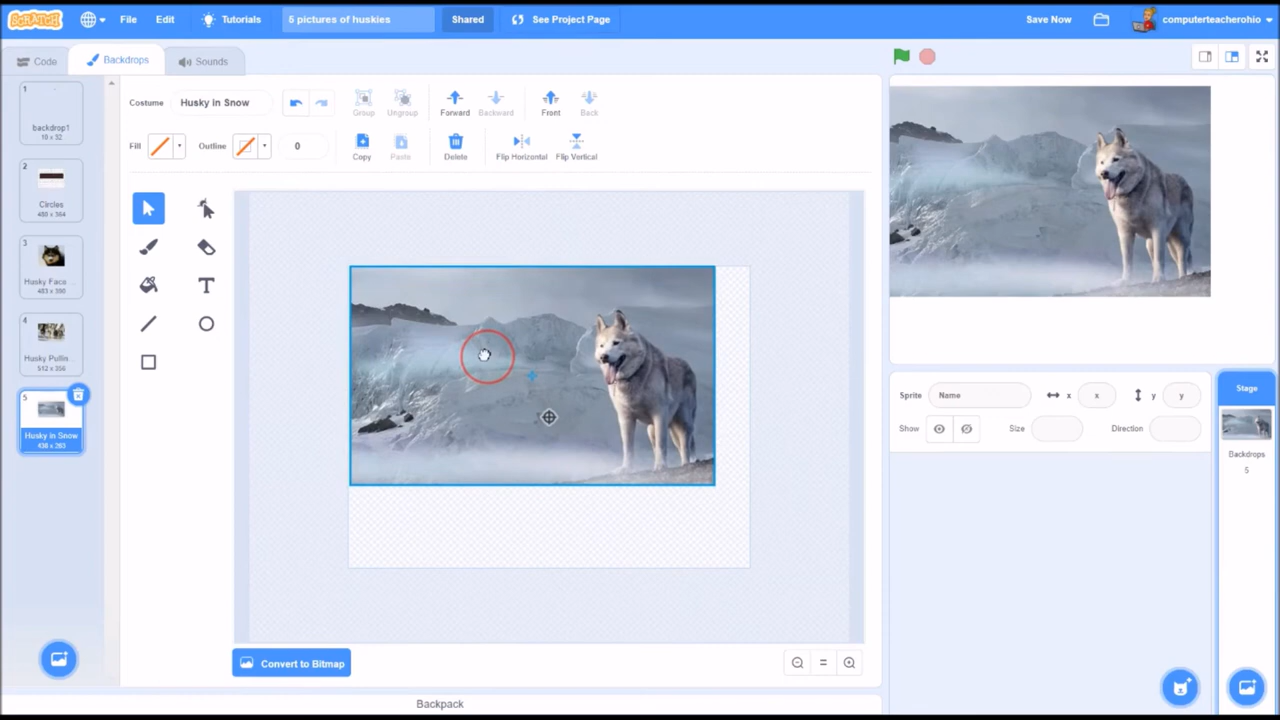 SCRATCH File Edit Tutorials 5 pictures of huskies Shared See Project Page Save Now computerteacherohio
Code Backdrops Sounds
Costume Husky in Snow Group Ungroup Forward Backward Front Back
Fill Outline 0 Copy Paste Delete Flip Horizontal Flip Vertical
1
backdrop1
2
Circles
480 x 364
3
Husky Face ...
4
Husky Pullin...
512 x 356
5
Husky in Snow
Convert to Bitmap
Backpack
Sprite Name x x y y
Show Size Direction
Stage
Backdrops
5